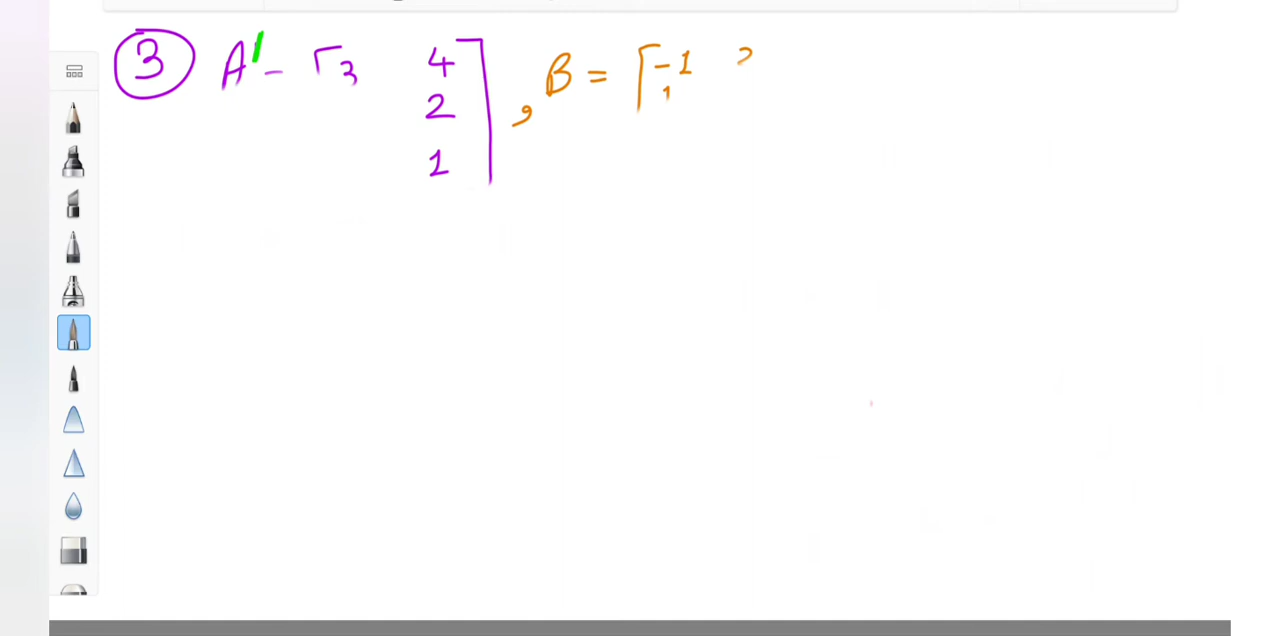 ③ A' - ⌈3 4⌉ , B = ⌈-1
2
1